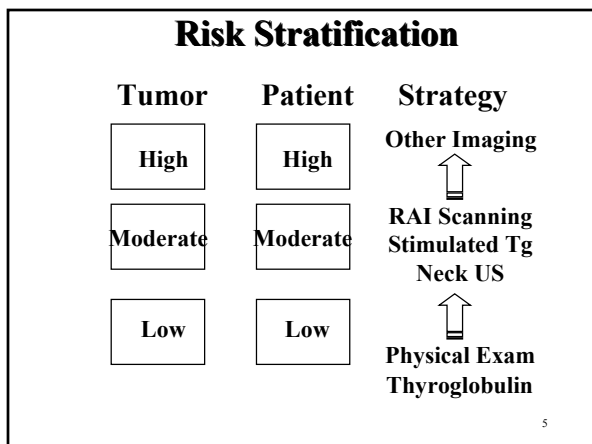 Risk Stratification
Tumor Patient Strategy
High High Other Imaging
Moderate Moderate RAI Scanning
Stimulated Tg
Neck US
Low Low Physical Exam
Thyroglobulin
5